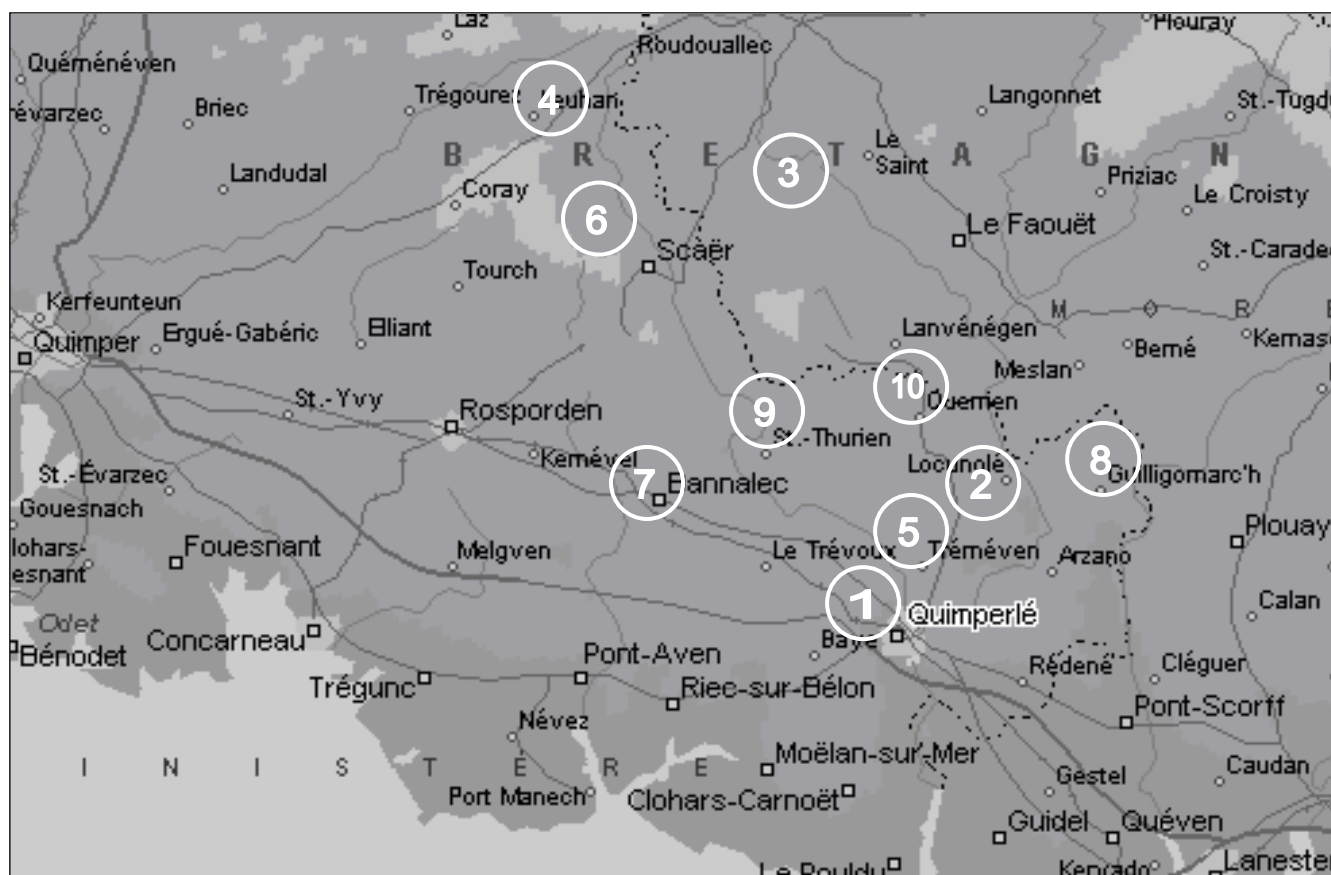 Laz
Plouray
Roudouallec
Quéménéven
Trégourez
4
Leuhan
Langonnet
St.-Tugdu
Briec
révarzec
3
Le
Saint
B R E T A G N
Landudal
Coray
Priziac
Le Croisty
6
Le Faouët
Scaër
St.-Caradec
Tourch
Kerfeunteun
M O R
Ergué-Gabéric
Elliant
Lanvénégen
Quimper
Berné
Kernas
Meslan
10
St.-Yvy
Rosporden
9
Querrien
St.-Thurien
Kernével
Locunolé
8
St.-Évarzec
7
Bannalec
2
Guilligomarc'h
Gouesnach
Plouay
5
lohars-
esnant
Fouesnant
Melgven
Le Trévoux
Tréméven
Arzano
1
Calan
Odet
Concarneau
Quimperlé
Baye
Bénodet
Pont-Aven
Rédené
Cléguer
Trégunc
Riec-sur-Bélon
Pont-Scorff
Névez
Moëlan-sur-Mer
I N I S T E R E
Gestel
Caudan
Port Manech
Clohars-Carnoët
Guidel
Quéven
Le Pouldu
Kerrado
Lanester